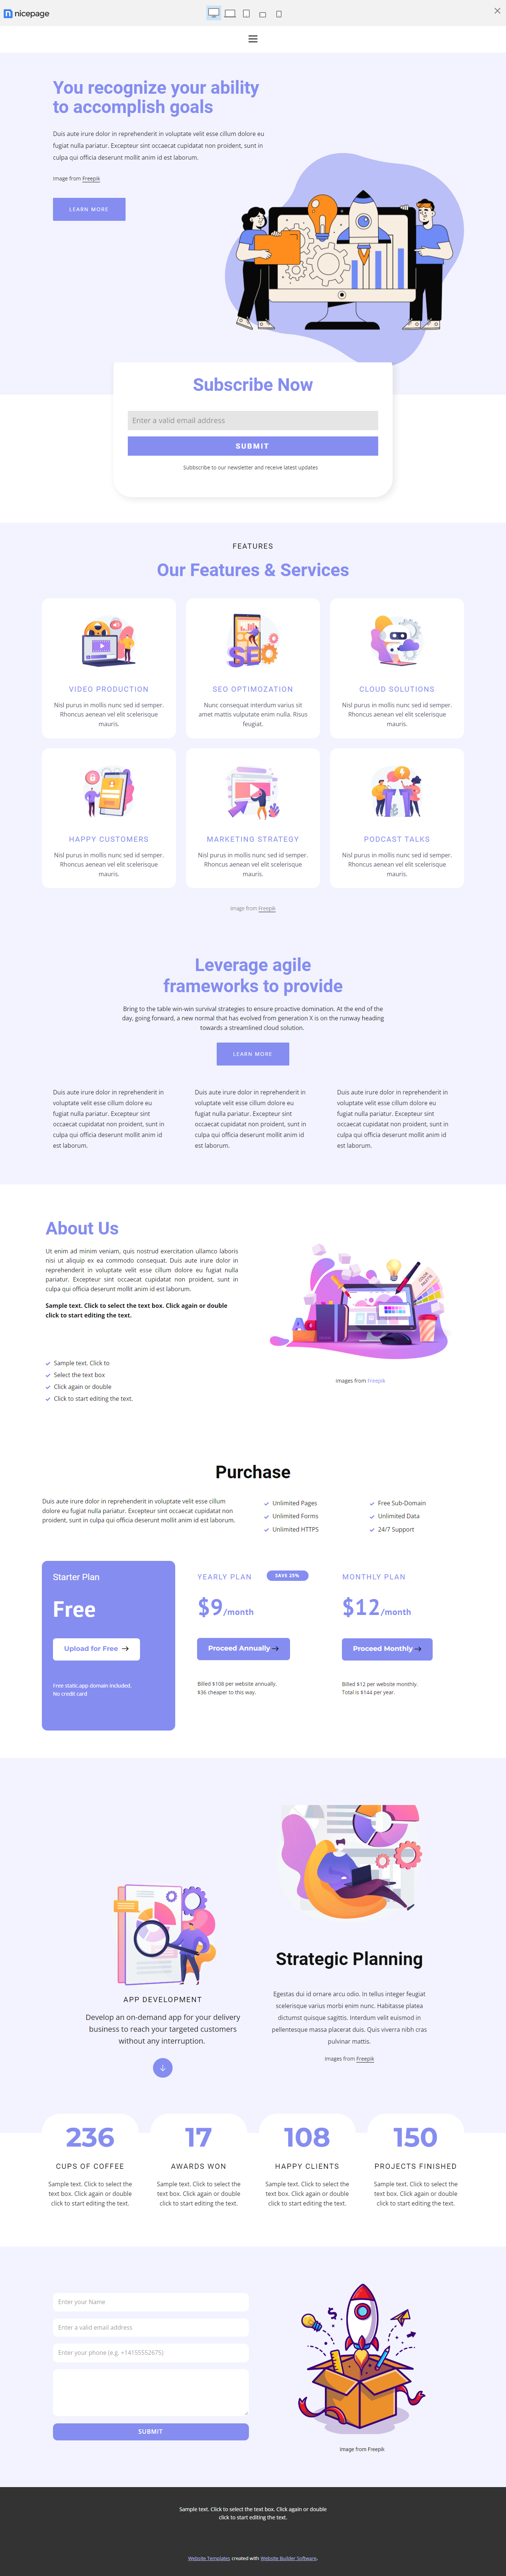 nicepage
You recognize your ability
to accomplish goals
Duis aute irure dolor in reprehenderit in voluptate velit esse cillum dolore eu
fugiat nulla pariatur. Excepteur sint occaecat cupidatat non proident, sunt in
culpa qui officia deserunt mollit anim id est laborum.
Image from Freepik
LEARN MORE
Subscribe Now
Enter a valid email address
SUBMIT
Subbscribe to our newsletter and receive latest updates
FEATURES
Our Features & Services
SEO
VIDEO PRODUCTION
Nisl purus in mollis nunc sed id semper.
Rhoncus aenean vel elit scelerisque
mauris.
SEO OPTIMOZATION
Nunc consequat interdum varius sit
amet mattis vulputate enim nulla. Risus
feugiat.
CLOUD SOLUTIONS
Nisl purus in mollis nunc sed id semper.
Rhoncus aenean vel elit scelerisque
mauris.
HAPPY CUSTOMERS
Nisl purus in mollis nunc sed id semper.
Rhoncus aenean vel elit scelerisque
mauris.
MARKETING STRATEGY
Nisl purus in mollis nunc sed id semper.
Rhoncus aenean vel elit scelerisque
mauris.
PODCAST TALKS
Nisl purus in mollis nunc sed id semper.
Rhoncus aenean vel elit scelerisque
mauris.
Image from Freepik
Leverage agile
frameworks to provide
Bring to the table win-win survival strategies to ensure proactive domination. At the end of the
day, going forward, a new normal that has evolved from generation X is on the runway heading
towards a streamlined cloud solution.
LEARN MORE
Duis aute irure dolor in reprehenderit in
voluptate velit esse cillum dolore eu
fugiat nulla pariatur. Excepteur sint
occaecat cupidatat non proident, sunt in
culpa qui officia deserunt mollit anim id
est laborum.
Duis aute irure dolor in reprehenderit in
voluptate velit esse cillum dolore eu
fugiat nulla pariatur. Excepteur sint
occaecat cupidatat non proident, sunt in
culpa qui officia deserunt mollit anim id
est laborum.
Duis aute irure dolor in reprehenderit in
voluptate velit esse cillum dolore eu
fugiat nulla pariatur. Excepteur sint
occaecat cupidatat non proident, sunt in
culpa qui officia deserunt mollit anim id
est laborum.
About Us
Ut enim ad minim veniam, quis nostrud exercitation ullamco laboris
nisi ut aliquip ex ea commodo consequat. Duis aute irure dolor in
reprehenderit in voluptate velit esse cillum dolore eu fugiat nulla
pariatur. Excepteur sint occaecat cupidatat non proident, sunt in
culpa qui officia deserunt mollit anim id est laborum.
Sample text. Click to select the text box. Click again or double
click to start editing the text.
Sample text. Click to
Select the text box
Click again or double
Click to start editing the text.
Images from Freepik
Purchase
Duis aute irure dolor in reprehenderit in voluptate velit esse cillum
dolore eu fugiat nulla pariatur. Excepteur sint occaecat cupidatat non
proident, sunt in culpa qui officia deserunt mollit anim id est laborum.
Unlimited Pages
Unlimited Forms
Unlimited HTTPS
Free Sub-Domain
Unlimited Data
24/7 Support
Starter Plan
Free
Upload for Free
Free static.app domain included.
No credit card
YEARLY PLAN
SAVE 25%
$9/month
Proceed Annually
Billed $108 per website annually.
$36 cheaper to this way.
MONTHLY PLAN
$12/month
Proceed Monthly
Billed $12 per website monthly.
Total is $144 per year.
APP DEVELOPMENT
Develop an on-demand app for your delivery
business to reach your targeted customers
without any interruption.
Strategic Planning
Egestas dui id ornare arcu odio. In tellus integer feugiat
scelerisque varius morbi enim nunc. Habitasse platea
dictumst quisque sagittis. Interdum velit euismod in
pellentesque massa placerat duis. Quis viverra nibh cras
pulvinar mattis.
Images from Freepik
236
CUPS OF COFFEE
Sample text. Click to select the
text box. Click again or double
click to start editing the text.
17
AWARDS WON
Sample text. Click to select the
text box. Click again or double
click to start editing the text.
108
HAPPY CLIENTS
Sample text. Click to select the
text box. Click again or double
click to start editing the text.
150
PROJECTS FINISHED
Sample text. Click to select the
text box. Click again or double
click to start editing the text.
Enter your Name
Enter a valid email address
Enter your phone (e.g. +14155552675)
SUBMIT
Image from Freepik
Sample text. Click to select the text box. Click again or double
click to start editing the text.
Website Templates created with Website Builder Software.